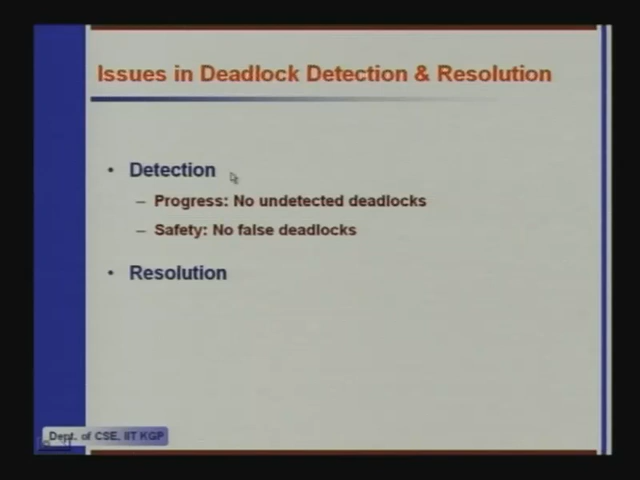 Issues in Deadlock Detection & Resolution
• Detection
– Progress: No undetected deadlocks
– Safety: No false deadlocks
• Resolution
Dept. of CSE, IIT KGP